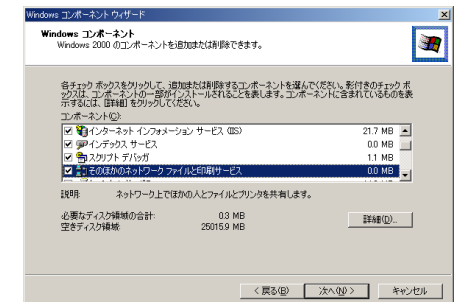 Windows コンポーネント ウィザード
Windows コンポーネント
Windows 2000 のコンポーネントを追加または削除できます。
各チェック ボックスをクリックして、追加または削除するコンポーネントを選んでください。影付きのチェック ボ
ックスは、コンポーネントの一部がインストールされることを表します。コンポーネントに含まれているものを表
示するには、[詳細] をクリックしてください。
コンポーネント(C):
インターネット インフォメーション サービス (IIS) 21.7 MB
インデックス サービス 0.0 MB
スクリプト デバッガ 1.1 MB
そのほかのネットワーク ファイルと印刷サービス 0.0 MB
説明: ネットワーク上でほかの人とファイルとプリンタを共有します。
必要なディスク領域の合計: 0.3 MB
空きディスク領域: 25015.9 MB
詳細(D)...
< 戻る(B) 次へ(N) > キャンセル